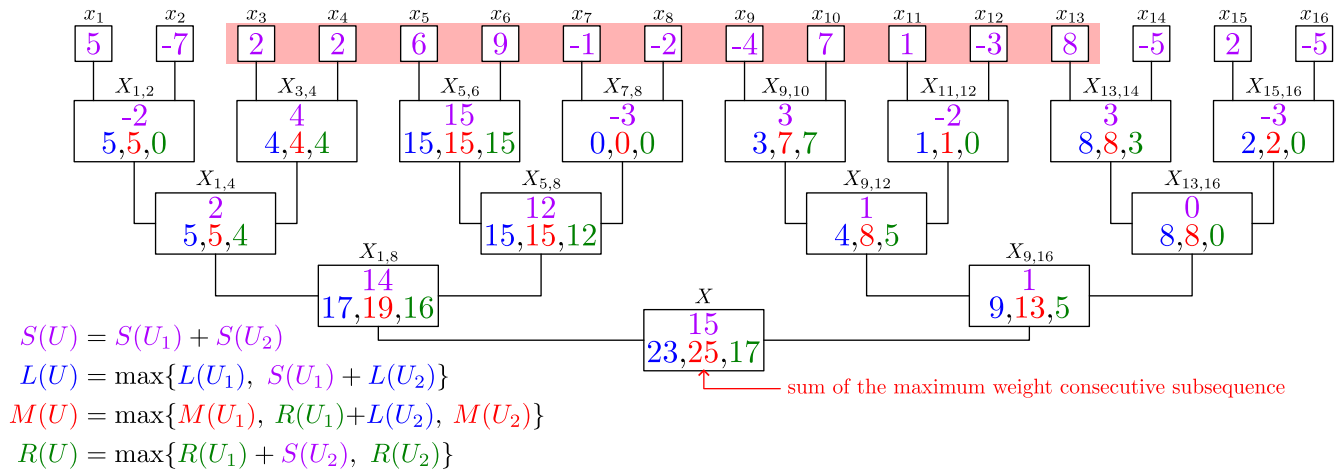 x₁ x₂ x₃ x₄ x₅ x₆ x₇ x₈ x₉ x₁₀ x₁₁ x₁₂ x₁₃ x₁₄ x₁₅ x₁₆
5 -7 2 2 6 9 -1 -2 -4 7 1 -3 8 -5 2 -5
X₁,₂ X₃,₄ X₅,₆ X₇,₈ X₉,₁₀ X₁₁,₁₂ X₁₃,₁₄ X₁₅,₁₆
-2 4 15 -3 3 -2 3 -3
5,5,0 4,4,4 15,15,15 0,0,0 3,7,7 1,1,0 8,8,3 2,2,0
X₁,₄ X₅,₈ X₉,₁₂ X₁₃,₁₆
2 12 1 0
5,5,4 15,15,12 4,8,5 8,8,0
X₁,₈ X₉,₁₆
14 1
17,19,16 9,13,5
X
15
23,25,17
sum of the maximum weight consecutive subsequence
S(U) = S(U₁) + S(U₂)
L(U) = max{L(U₁), S(U₁) + L(U₂)}
M(U) = max{M(U₁), R(U₁)+L(U₂), M(U₂)}
R(U) = max{R(U₁) + S(U₂), R(U₂)}